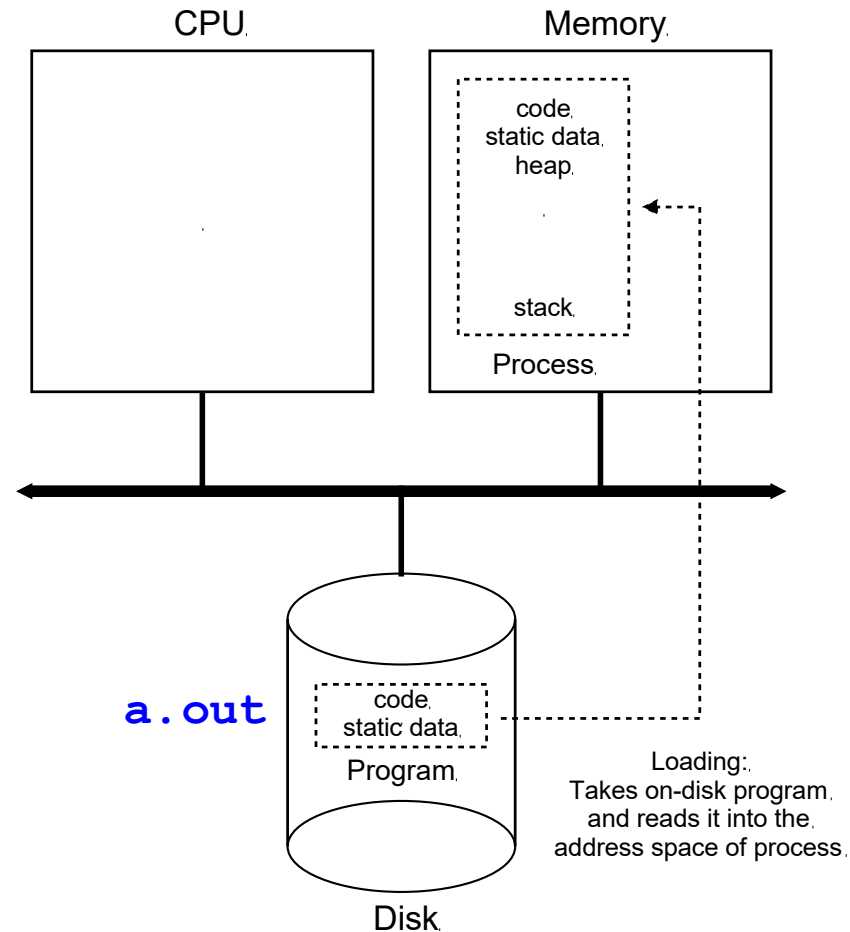 CPU
Memory
code
static data
heap
stack
Process
a.out
code
static data
Program
Loading:
Takes on-disk program
and reads it into the
address space of process
Disk